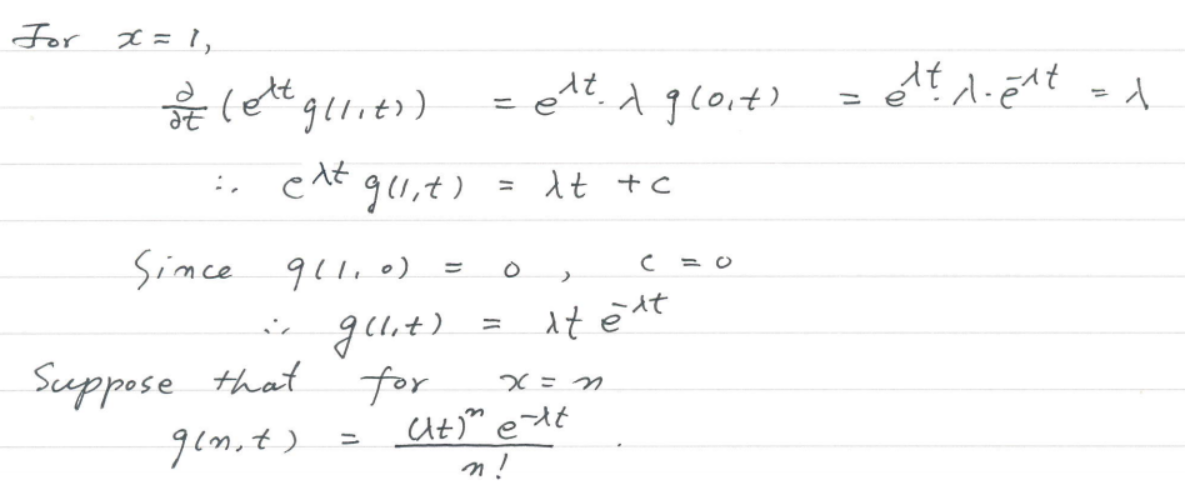 For x = 1,
∂/∂t (e^{λt} g(1,t)) = e^{λt}· λ g(0,t) = e^{λt}· λ · e^{-λt} = λ
∴ e^{λt} g(1,t) = λt + c
Since g(1,0) = 0 , c = 0
∴ g(1,t) = λt e^{-λt}
Suppose that for x = n
g(n,t) = (λt)^n e^{-λt} / n! .